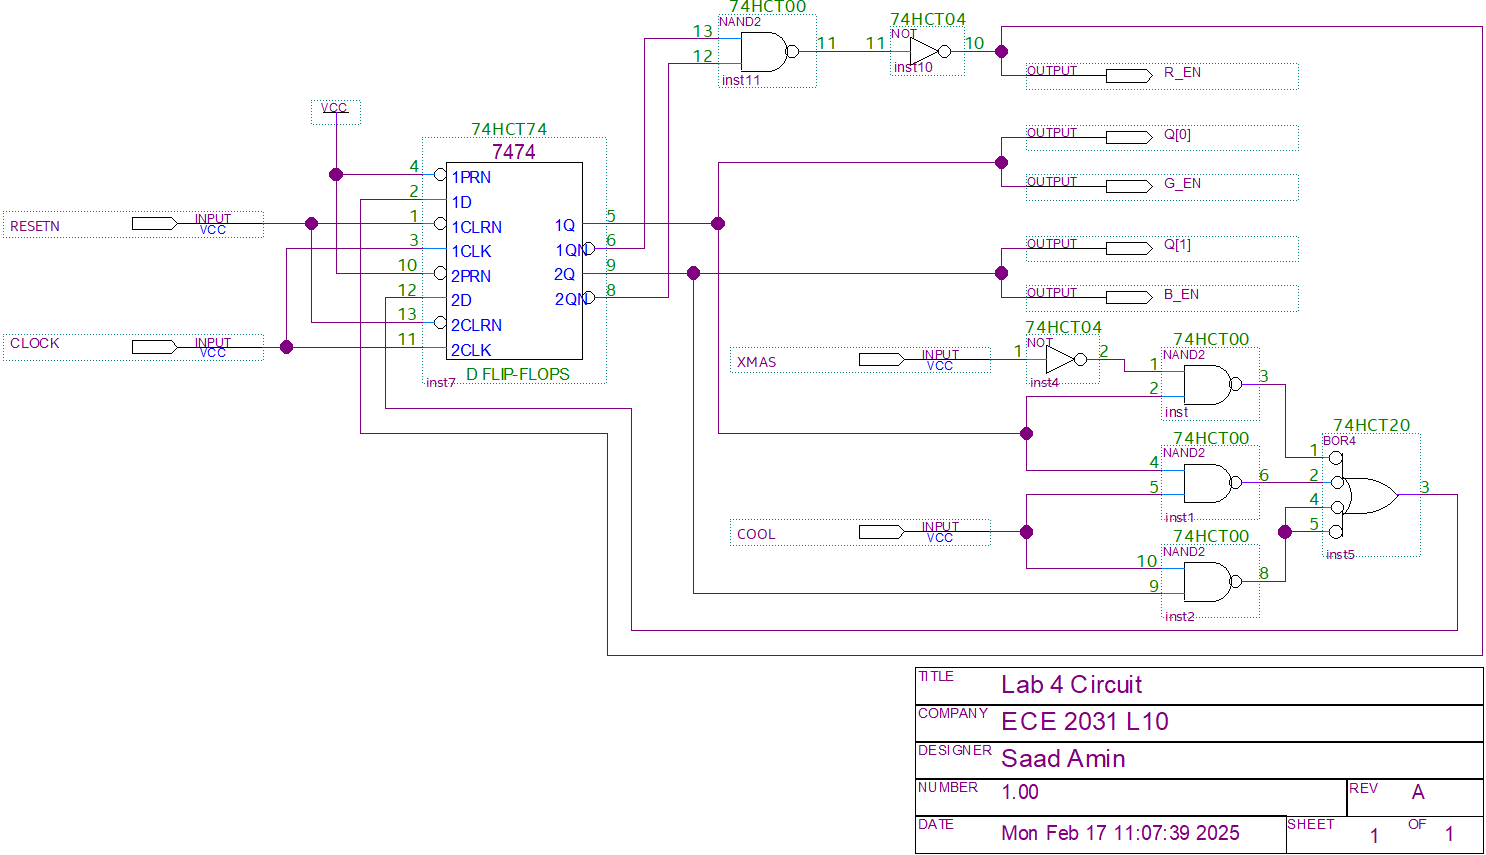 74HCT00
NAND2
13
12
11
inst11
74HCT04
NOT
11
10
inst10
OUTPUT
R_EN
VCC
74HCT74
7474
4
1PRN
2
1D
1
1CLRN
3
1CLK
10
2PRN
12
2D
13
2CLRN
11
2CLK
1Q
5
1QN
6
2Q
9
2QN
8
inst7
D FLIP-FLOPS
RESETN
INPUT
VCC
CLOCK
INPUT
VCC
OUTPUT
Q[0]
OUTPUT
G_EN
OUTPUT
Q[1]
OUTPUT
B_EN
XMAS
INPUT
VCC
74HCT04
NOT
1
2
inst4
74HCT00
NAND2
1
2
3
inst
74HCT00
NAND2
4
5
6
inst1
COOL
INPUT
VCC
74HCT00
NAND2
10
9
8
inst2
74HCT20
BOR4
1
2
4
5
3
inst5
TITLE
Lab 4 Circuit
COMPANY
ECE 2031 L10
DESIGNER
Saad Amin
NUMBER
1.00
REV
A
DATE
Mon Feb 17 11:07:39 2025
SHEET
1
OF
1